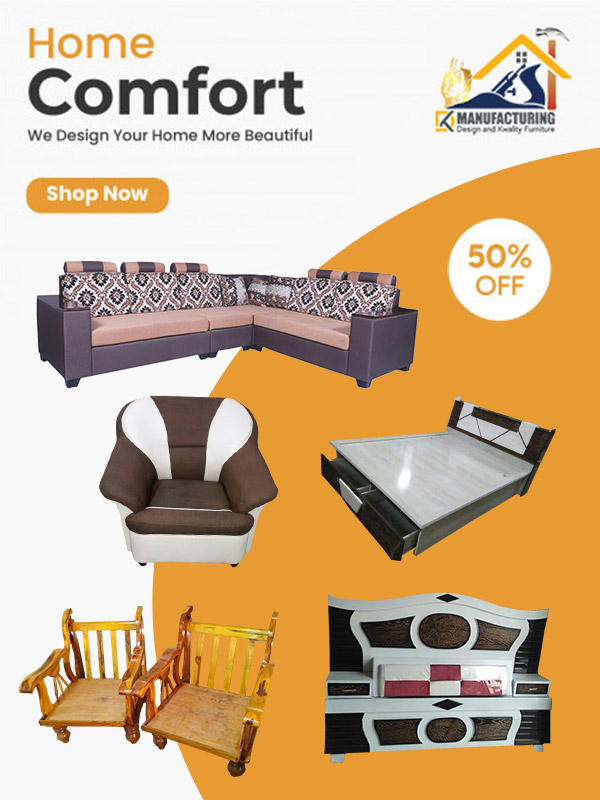 Home
Comfort
We Design Your Home More Beautiful
Shop Now
MANUFACTURING
Design and Kwality Furniture
50%
OFF